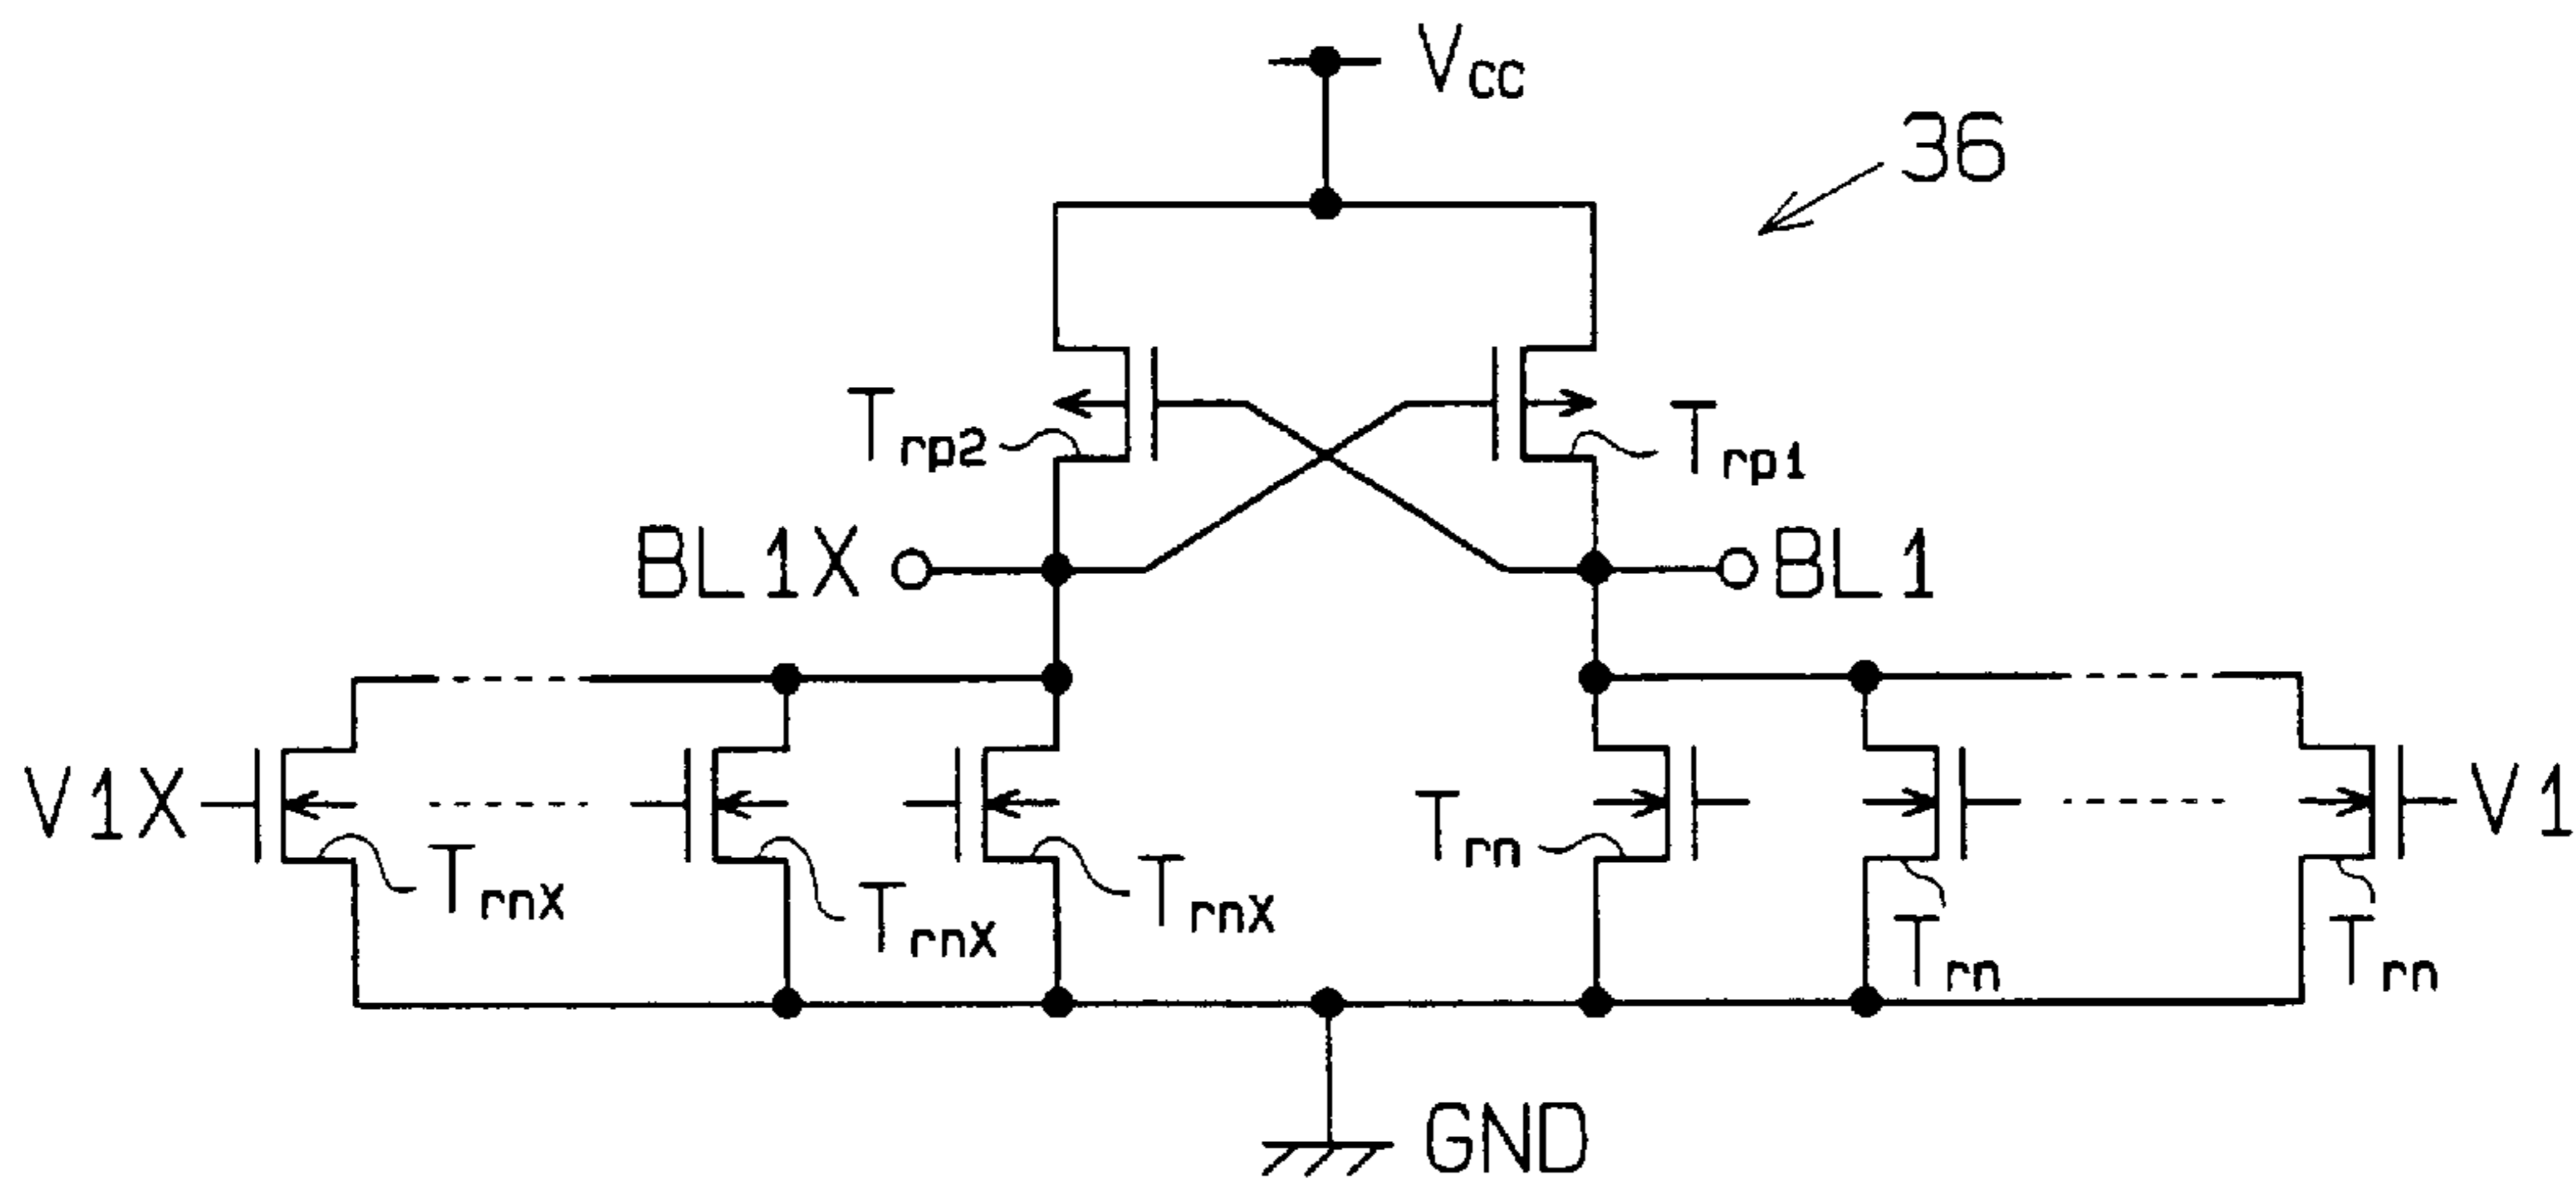 Vcc
36
Trp2
Trp1
BL1X
BL1
V1X
V1
TrnX
TrnX
TrnX
Trn
Trn
Trn
GND